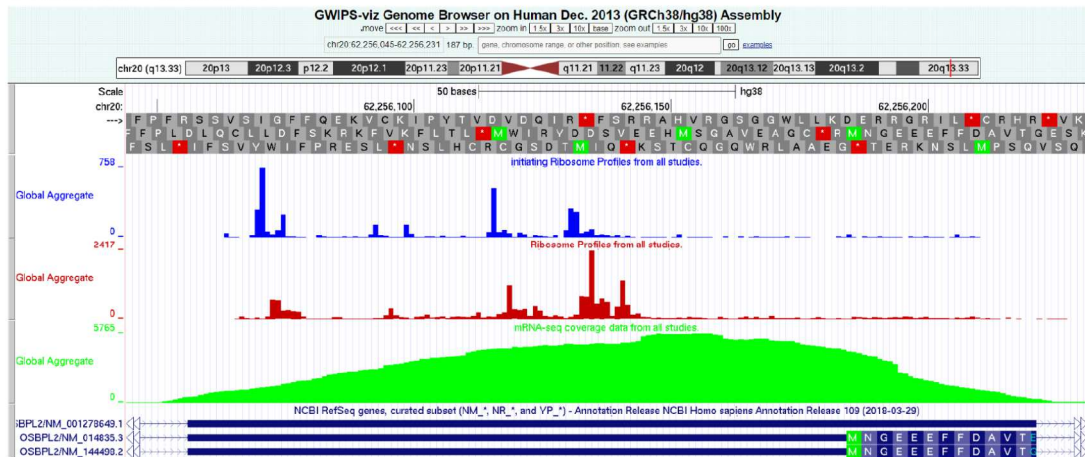 GWIPS-viz Genome Browser on Human Dec. 2013 (GRCh38/hg38) Assembly
move <<< << < > >> >>> zoom in 1.5x 3x 10x base zoom out 1.5x 3x 10x 100x
chr20:62,256,045-62,256,231 187 bp. gene, chromosome range, or other position, see examples go examples
chr20 (q13.33) 20p13 20p12.3 p12.2 20p12.1 20p11.23 20p11.21 q11.21 11.22 q11.23 20q12 20q13.12 20q13.13 20q13.2 20q13.33
Scale 50 bases hg38
chr20: 62,256,100 62,256,150 62,256,200
---> F P F R S S V S I G F F Q E K V C K I P Y T V D V D Q I R * F S R R A H V R G S G G W L L K D E R R G R I L * C R H R * V K
F F P L D L Q C L L D F S K R K F V K F L T L * M W I R Y D D S V E E H M S G A V E A G C * R M N G E E E F F D A V T G E S K
F S L * I F S V Y W I F P R E S L * N S L H C R C G S D T M I Q * K S T C Q G Q W R L A A E G * T E R K N S L M P S Q V S Q
initiating Ribosome Profiles from all studies.
758
Global Aggregate
0
Ribosome Profiles from all studies.
2417
Global Aggregate
0
mRNA-seq coverage data from all studies.
5765
Global Aggregate
0
NCBI RefSeq genes, curated subset (NM_*, NR_*, and YP_*) - Annotation Release NCBI Homo sapiens Annotation Release 109 (2018-03-29)
SBPL2/NM_001278649.1
OSBPL2/NM_014835.3 M N G E E E F F D A V T E
OSBPL2/NM_144498.2 M N G E E E F F D A V T G